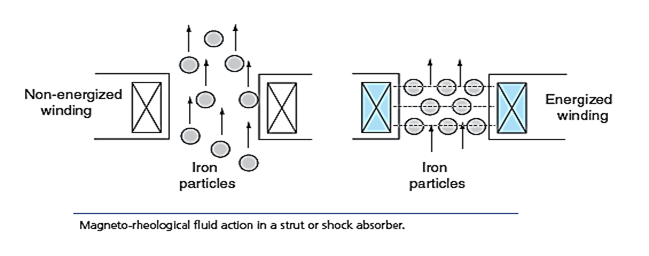 Non-energized
winding
Iron
particles
Iron
particles
Energized
winding
Magneto-rheological fluid action in a strut or shock absorber.